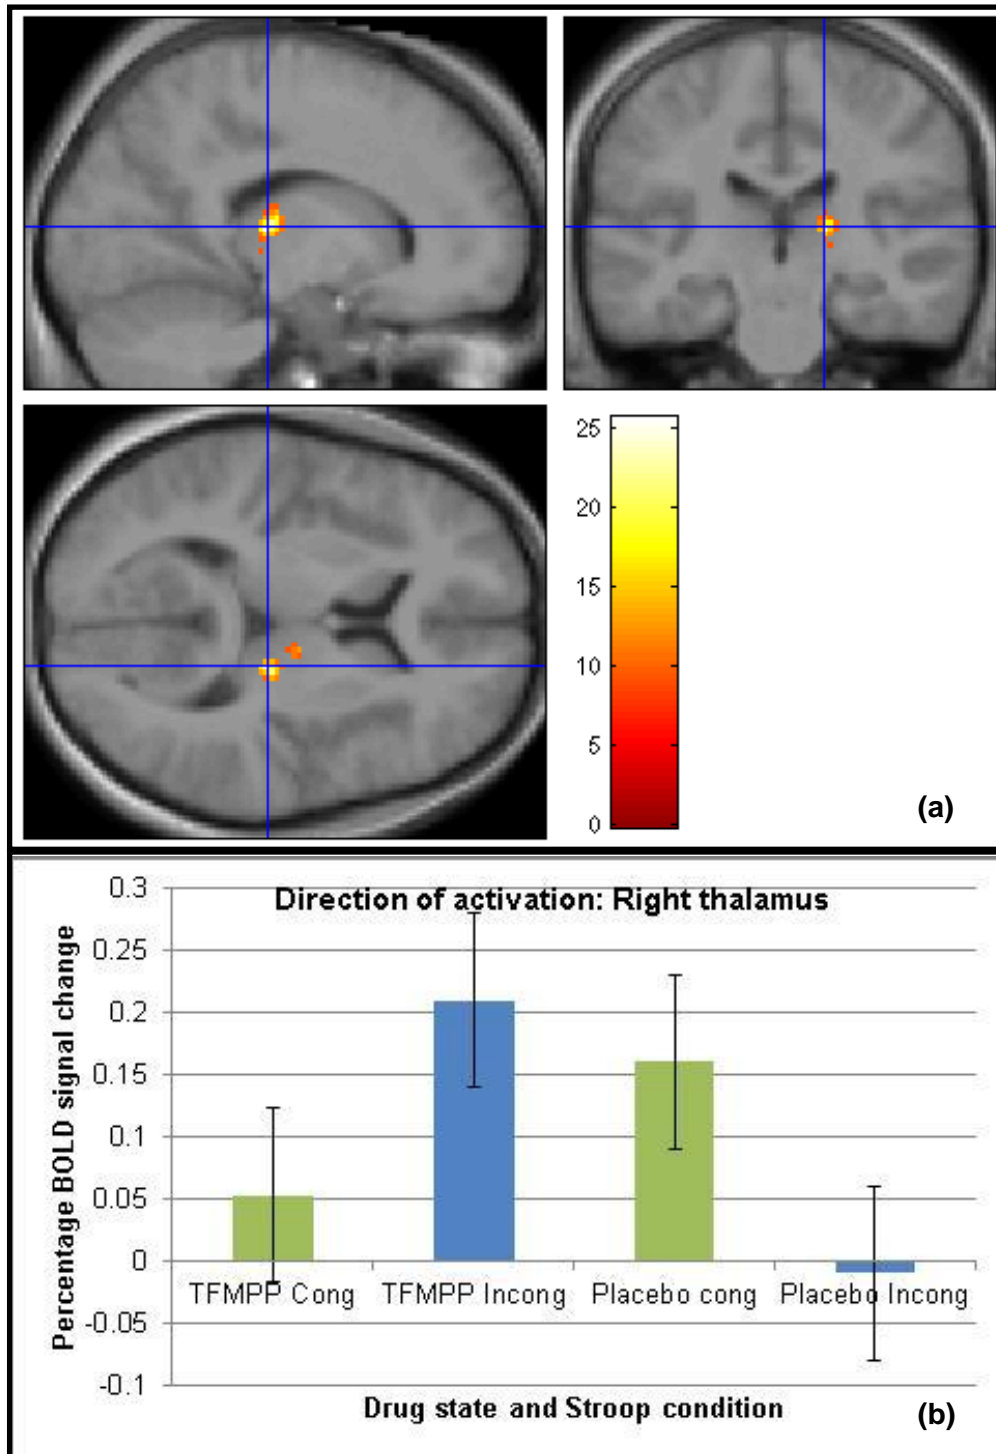 25
20
15
10
5
0
(a)
Direction of activation: Right thalamus
Percentage BOLD signal change
0.3
0.25
0.2
0.15
0.1
0.05
0
-0.05
-0.1
TFMPP Cong
TFMPP Incong
Placebo cong
Placebo Incong
Drug state and Stroop condition
(b)